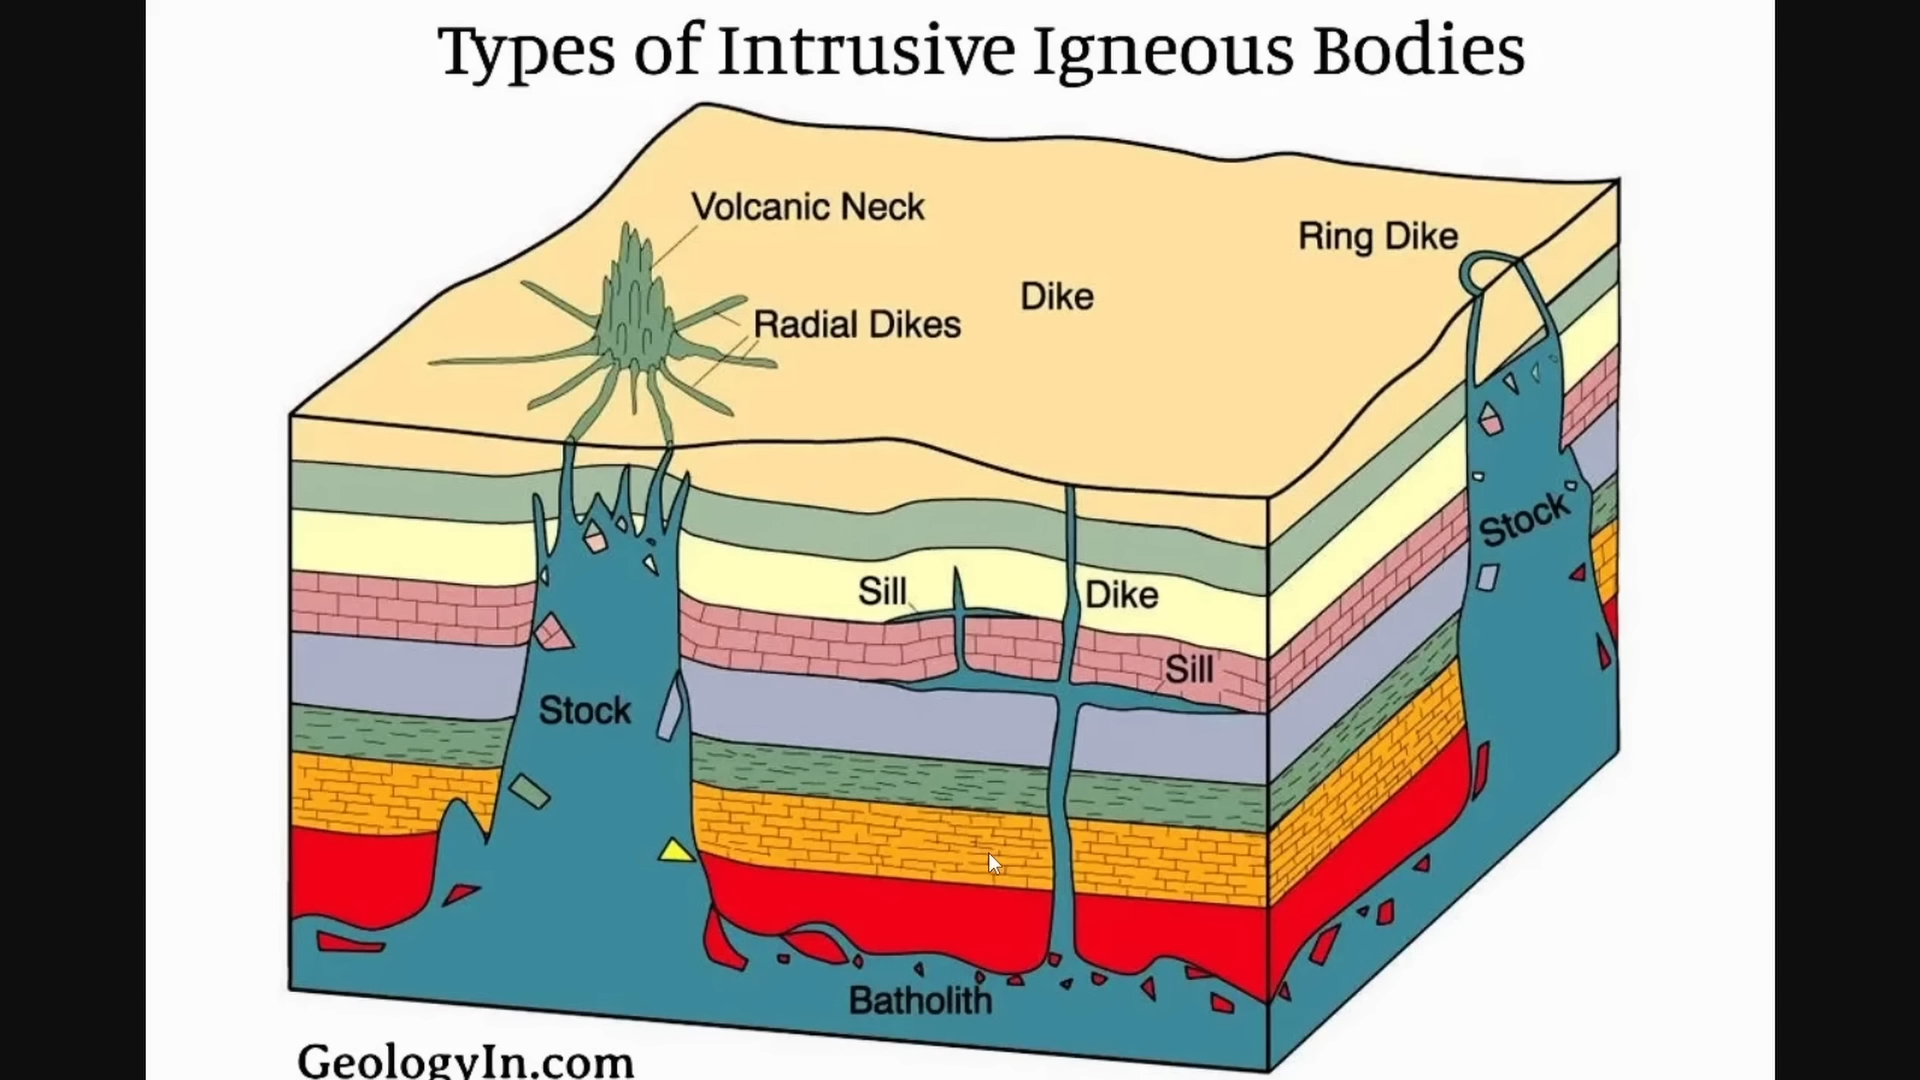 Types of Intrusive Igneous Bodies
Volcanic Neck
Ring Dike
Dike
Radial Dikes
Stock
Sill
Dike
Sill
Stock
Batholith
GeologyIn.com